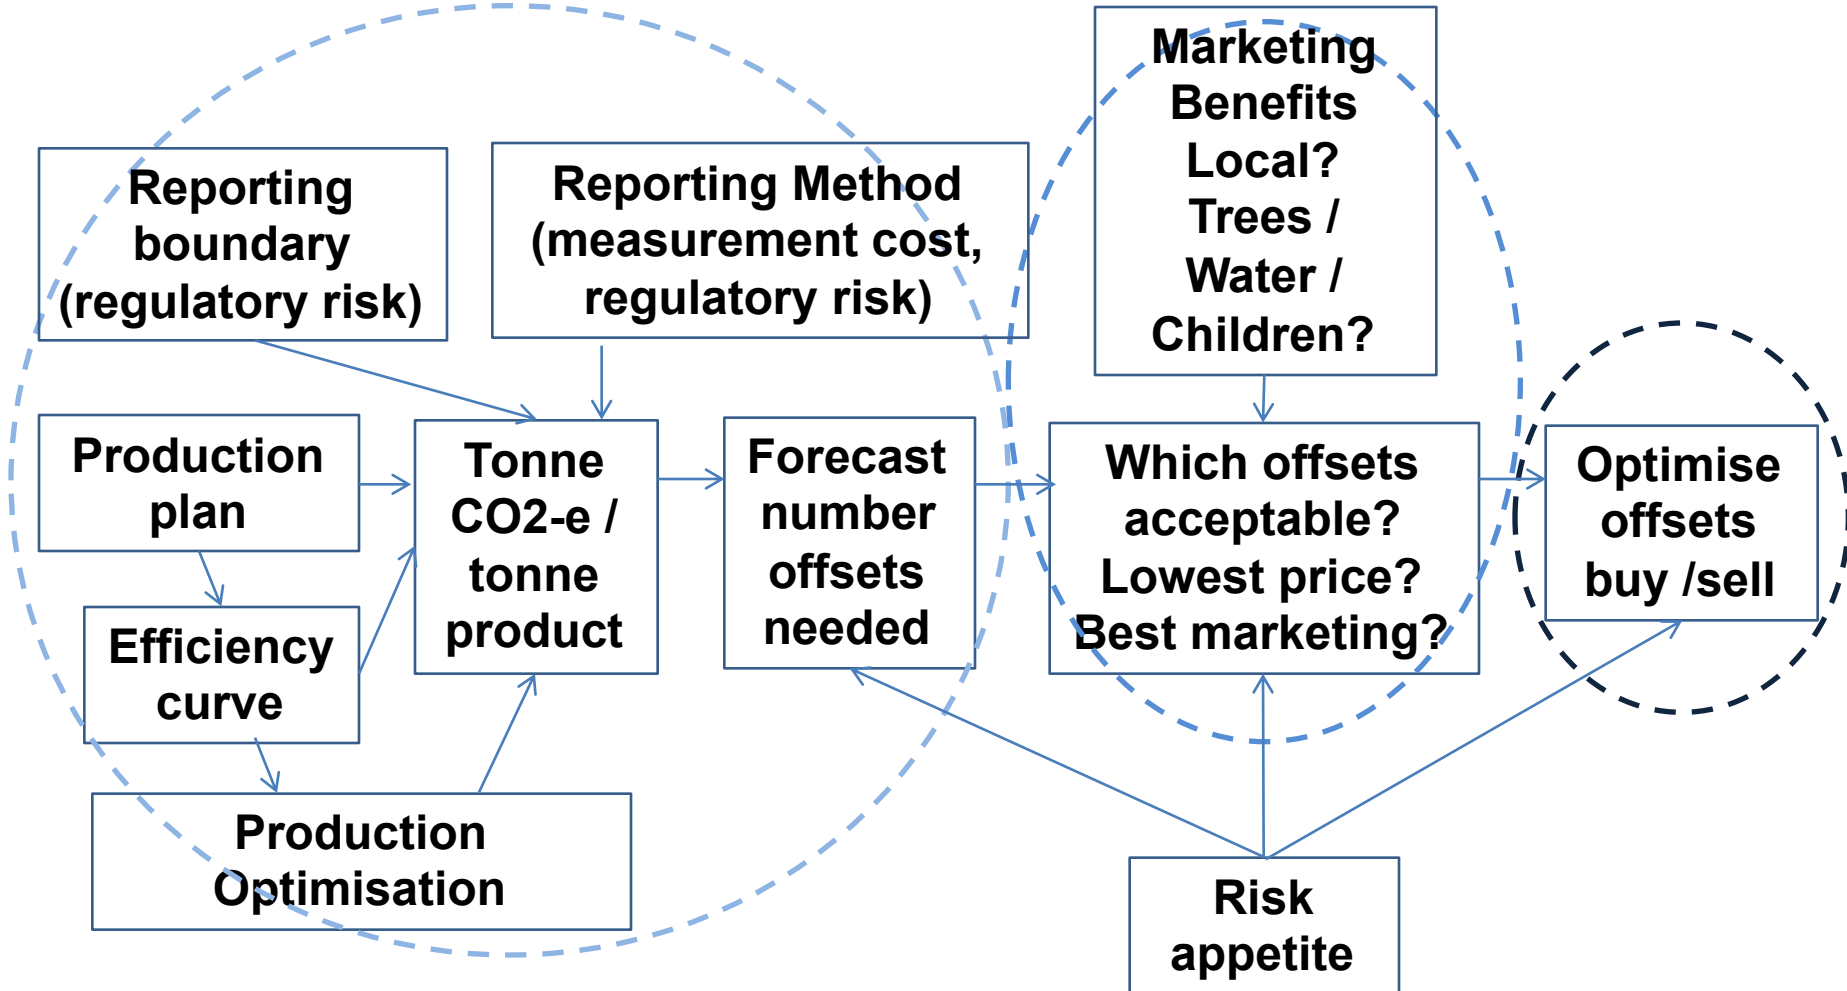 Marketing
Benefits
Local?
Trees /
Water /
Children?
Reporting
boundary
(regulatory risk)
Reporting Method
(measurement cost,
regulatory risk)
Production
plan
Tonne
CO2-e /
tonne
product
Forecast
number
offsets
needed
Which offsets
acceptable?
Lowest price?
Best marketing?
Optimise
offsets
buy /sell
Efficiency
curve
Production
Optimisation
Risk
appetite